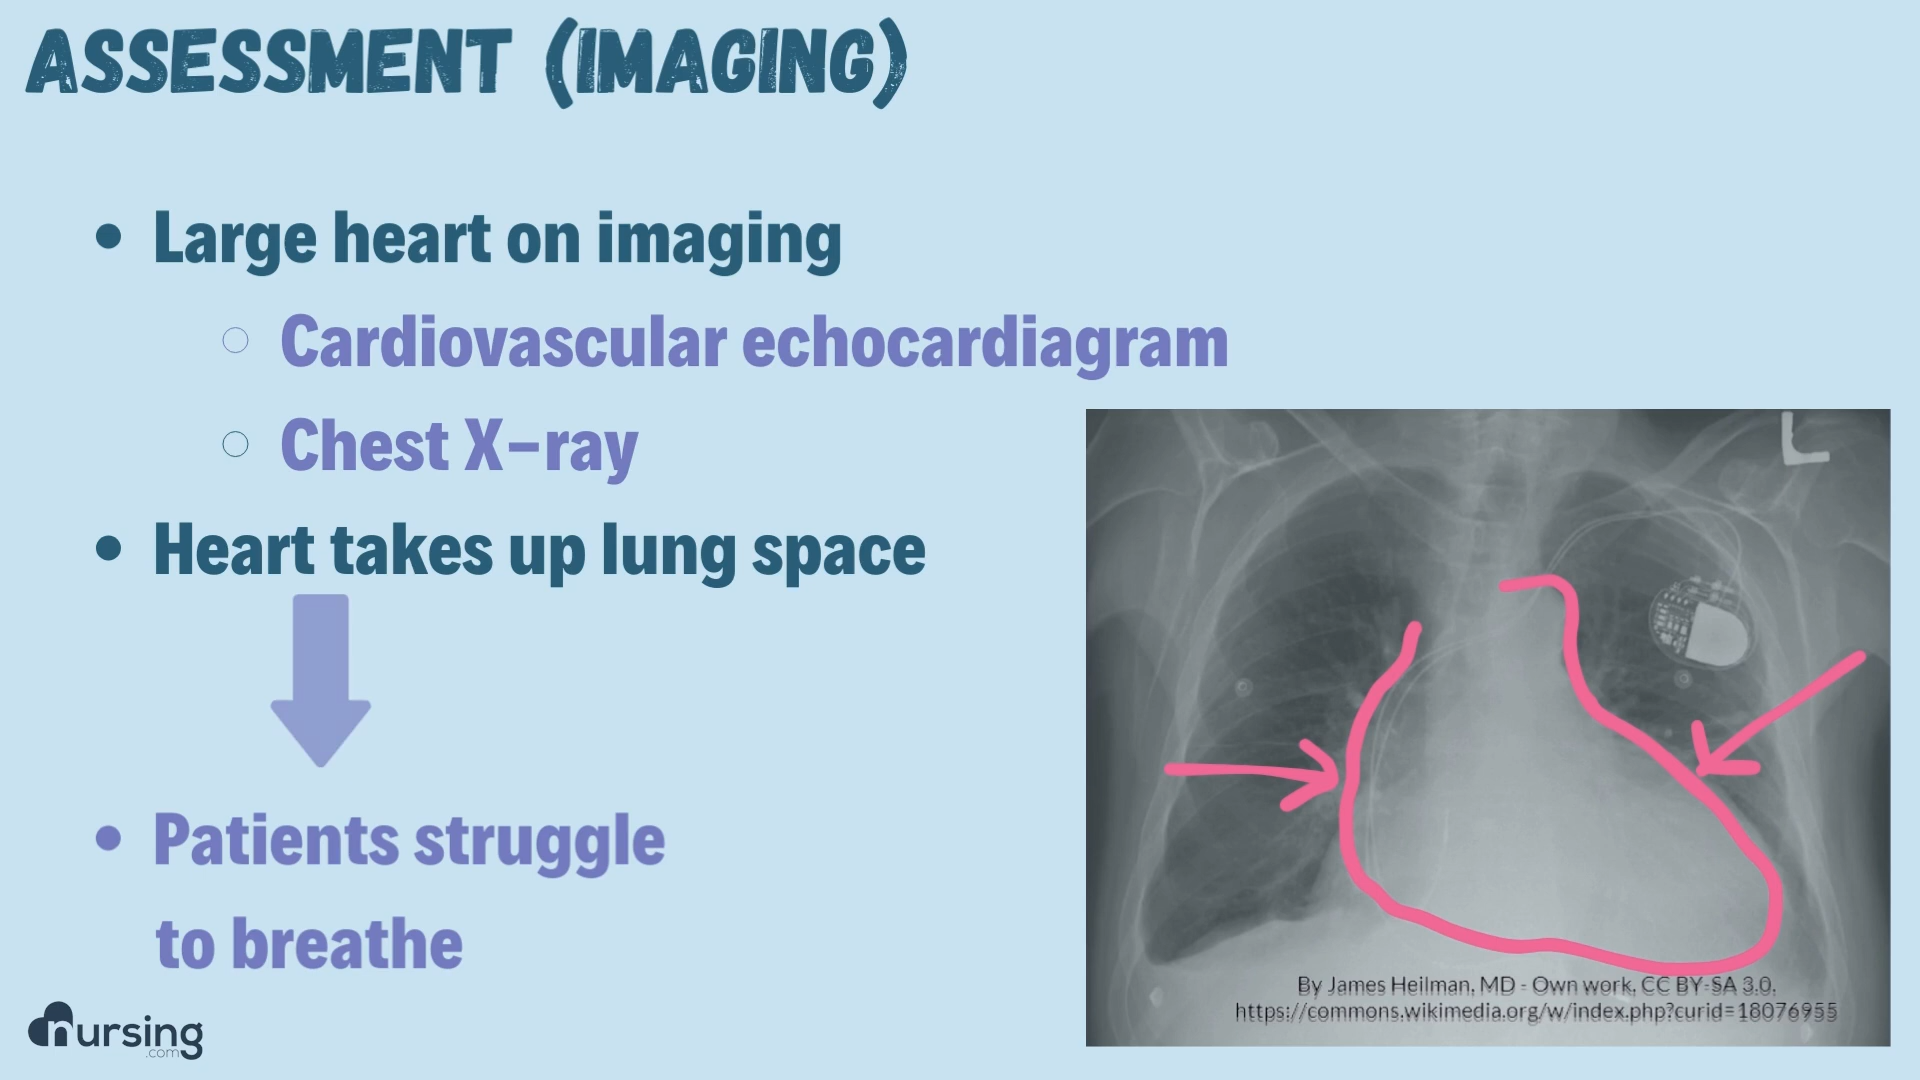 ASSESSMENT (IMAGING)
• Large heart on imaging
○ Cardiovascular echocardiagram
○ Chest X-ray
• Heart takes up lung space
• Patients struggle
to breathe
L
By James Heilman, MD - Own work, CC BY-SA 3.0,
https://commons.wikimedia.org/w/index.php?curid=18076955
nursing
.com